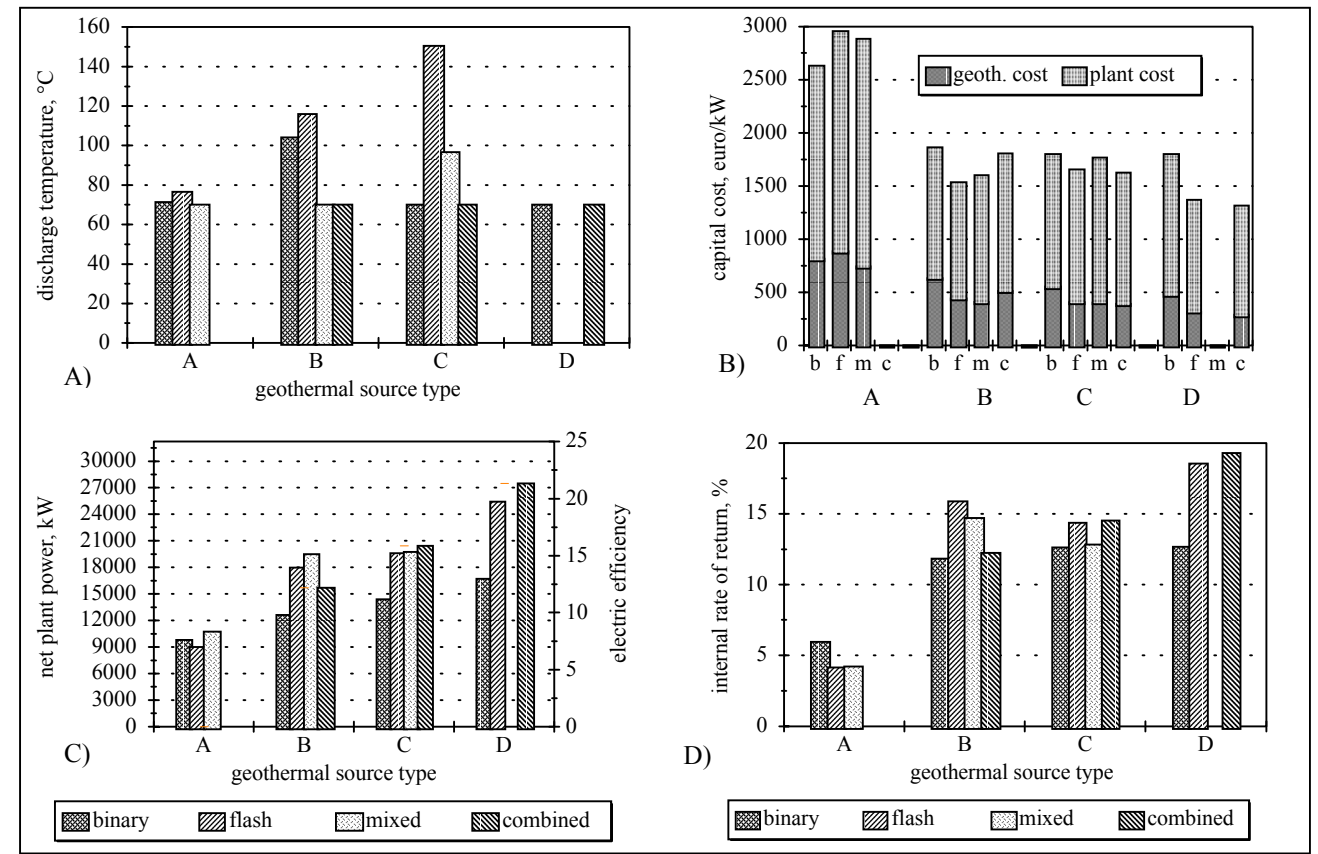 160
140
120
100
80
60
40
20
0
discharge temperature, °C
A B C D
geothermal source type
A)
3000
2500
2000
1500
1000
500
0
capital cost, euro/kW
geoth. cost plant cost
b f m c b f m c b f m c b f m c
A B C D
B)
30000
27000
24000
21000
18000
15000
12000
9000
6000
3000
0
net plant power, kW
25
20
15
10
5
0
electric efficiency
A B C D
geothermal source type
C)
binary flash mixed combined
20
15
10
5
0
internal rate of return, %
A B C D
geothermal source type
D)
binary flash mixed combined